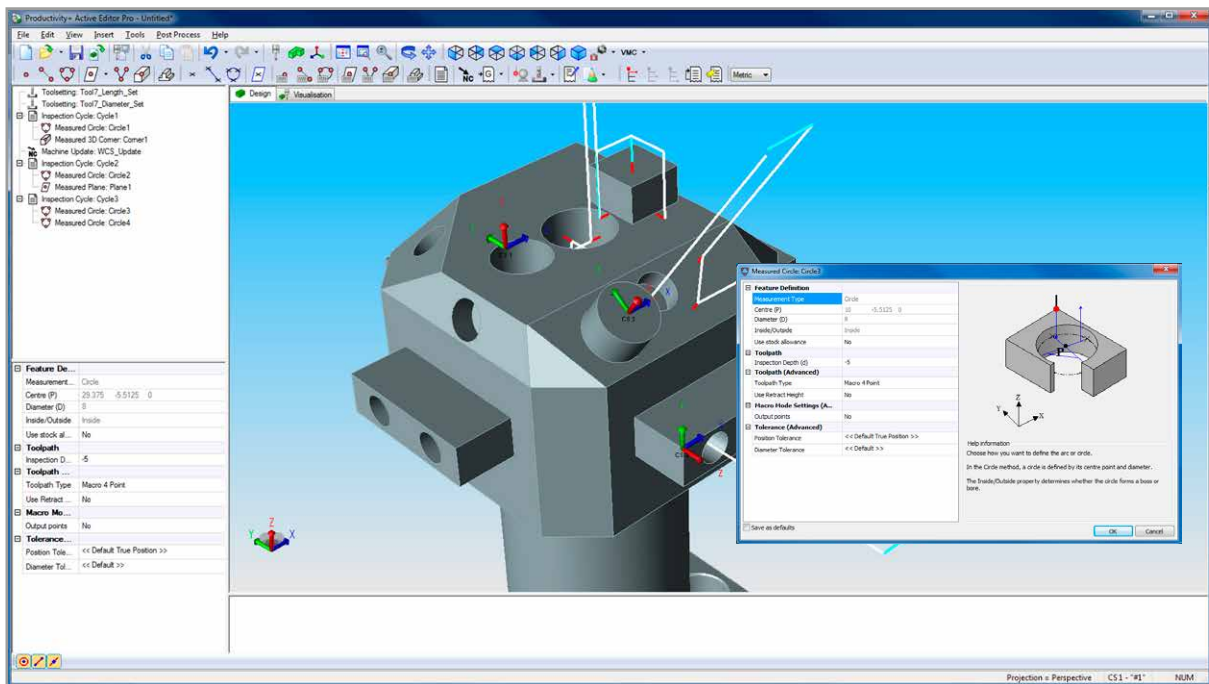 Productivity+ Active Editor Pro - Untitled*
File Edit View Insert Tools Post Process Help
VMC
NC
G
Metric
Toolsetting: Tool7_Length_Set
Toolsetting: Tool7_Diameter_Set
Inspection Cycle: Cycle1
Measured Circle: Circle1
Measured 3D Corner: Corner1
NC Machine Update: WCS_Update
Inspection Cycle: Cycle2
Measured Circle: Circle2
Measured Plane: Plane1
Inspection Cycle: Cycle3
Measured Circle: Circle3
Measured Circle: Circle4
Design Visualisation
Feature De...
Measurement... Circle
Centre (P) 29.375 -5.5125 0
Diameter (D) 8
Inside/Outside Inside
Use stock al... No
Toolpath
Inspection D... -5
Toolpath ...
Toolpath Type Macro 4 Point
Use Retract ... No
Macro Mo...
Output points No
Tolerance...
Position Tole... << Default True Position >>
Diameter Tol... << Default >>
CS 1
X
CS 3
Z
Z
Y X
Measured Circle: Circle3
Feature Definition
Measurement Type Circle
Centre (P) 10 -5.5125 0
Diameter (D) 8
Inside/Outside Inside
Use stock allowance No
Toolpath
Inspection Depth (d) -5
Toolpath (Advanced)
Toolpath Type Macro 4 Point
Use Retract Height No
Macro Mode Settings (A...
Output points No
Tolerance (Advanced)
Position Tolerance << Default True Position >>
Diameter Tolerance << Default >>
P
Z
Y X
Help information
Choose how you want to define the arc or circle.
In the Circle method, a circle is defined by its centre point and diameter.
The Inside/Outside property determines whether the circle forms a boss or
bore.
Save as defaults
OK Cancel
Projection = Perspective CS1 - "#1" NUM